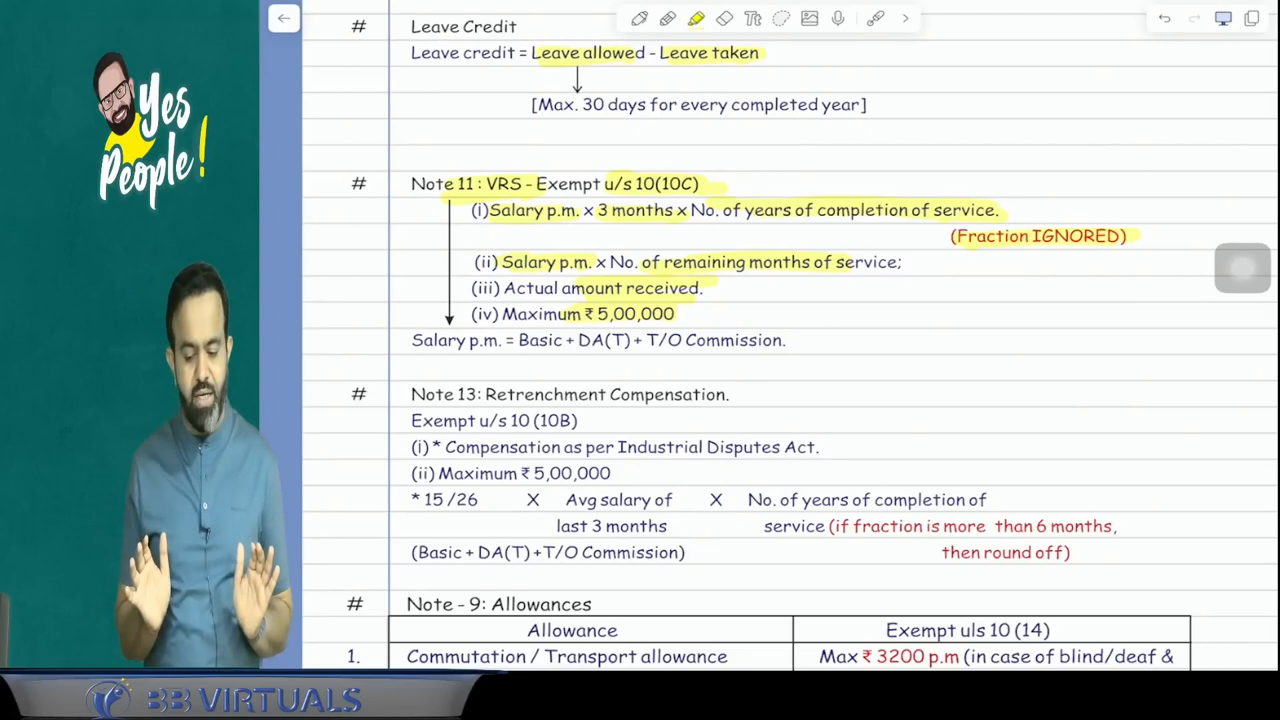 Yes
People!
# Leave Credit
Leave credit = Leave allowed - Leave taken
[Max. 30 days for every completed year]
# Note 11 : VRS - Exempt u/s 10(10C)
(i)Salary p.m. x 3 months x No. of years of completion of service.
(Fraction IGNORED)
(ii) Salary p.m. x No. of remaining months of service;
(iii) Actual amount received.
(iv) Maximum ₹ 5,00,000
Salary p.m. = Basic + DA(T) + T/O Commission.
# Note 13: Retrenchment Compensation.
Exempt u/s 10 (10B)
(i) * Compensation as per Industrial Disputes Act.
(ii) Maximum ₹ 5,00,000
* 15 /26 X Avg salary of X No. of years of completion of
last 3 months service (if fraction is more than 6 months,
(Basic + DA(T) +T/O Commission) then round off)
# Note - 9: Allowances
Allowance Exempt uls 10 (14)
1. Commutation / Transport allowance Max ₹ 3200 p.m (in case of blind/deaf &
BB VIRTUALS